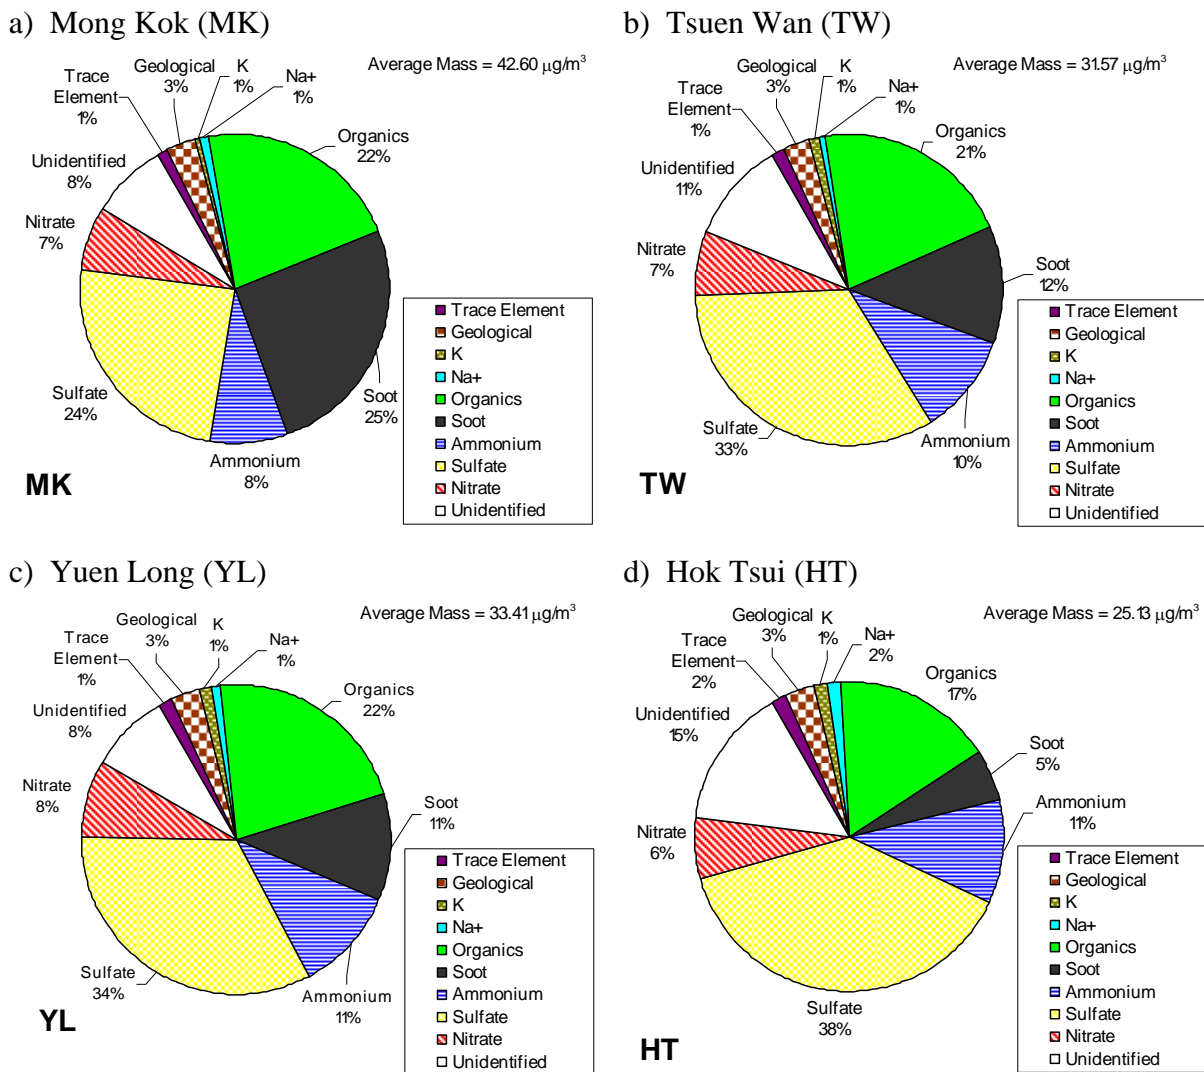 a) Mong Kok (MK)
Average Mass = 42.60 µg/m³
Trace
Element
1%
Geological
3%
K
1%
Na+
1%
Organics
22%
Unidentified
8%
Nitrate
7%
Sulfate
24%
Ammonium
8%
Soot
25%
MK
Trace Element
Geological
K
Na+
Organics
Soot
Ammonium
Sulfate
Nitrate
Unidentified
b) Tsuen Wan (TW)
Average Mass = 31.57 µg/m³
Trace
Element
1%
Geological
3%
K
1%
Na+
1%
Organics
21%
Unidentified
11%
Nitrate
7%
Soot
12%
Sulfate
33%
Ammonium
10%
TW
Trace Element
Geological
K
Na+
Organics
Soot
Ammonium
Sulfate
Nitrate
Unidentified
c) Yuen Long (YL)
Average Mass = 33.41 µg/m³
Trace
Element
1%
Geological
3%
K
1%
Na+
1%
Organics
22%
Unidentified
8%
Nitrate
8%
Soot
11%
Sulfate
34%
Ammonium
11%
YL
Trace Element
Geological
K
Na+
Organics
Soot
Ammonium
Sulfate
Nitrate
Unidentified
d) Hok Tsui (HT)
Average Mass = 25.13 µg/m³
Trace
Element
2%
Geological
3%
K
1%
Na+
2%
Organics
17%
Unidentified
15%
Soot
5%
Ammonium
11%
Nitrate
6%
Sulfate
38%
HT
Trace Element
Geological
K
Na+
Organics
Soot
Ammonium
Sulfate
Nitrate
Unidentified